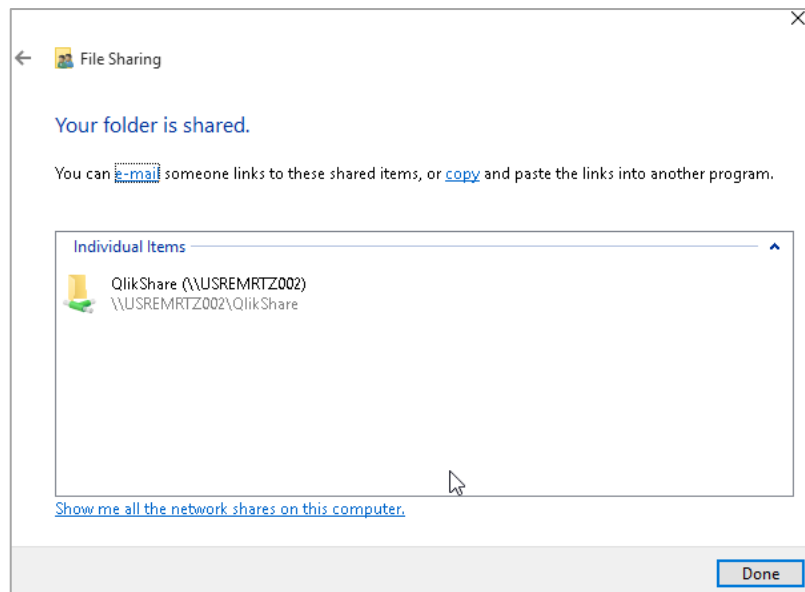 File Sharing
Your folder is shared.
You can e-mail someone links to these shared items, or copy and paste the links into another program.
Individual Items
QlikShare (\\USREMRTZ002)
\\USREMRTZ002\QlikShare
Show me all the network shares on this computer.
Done